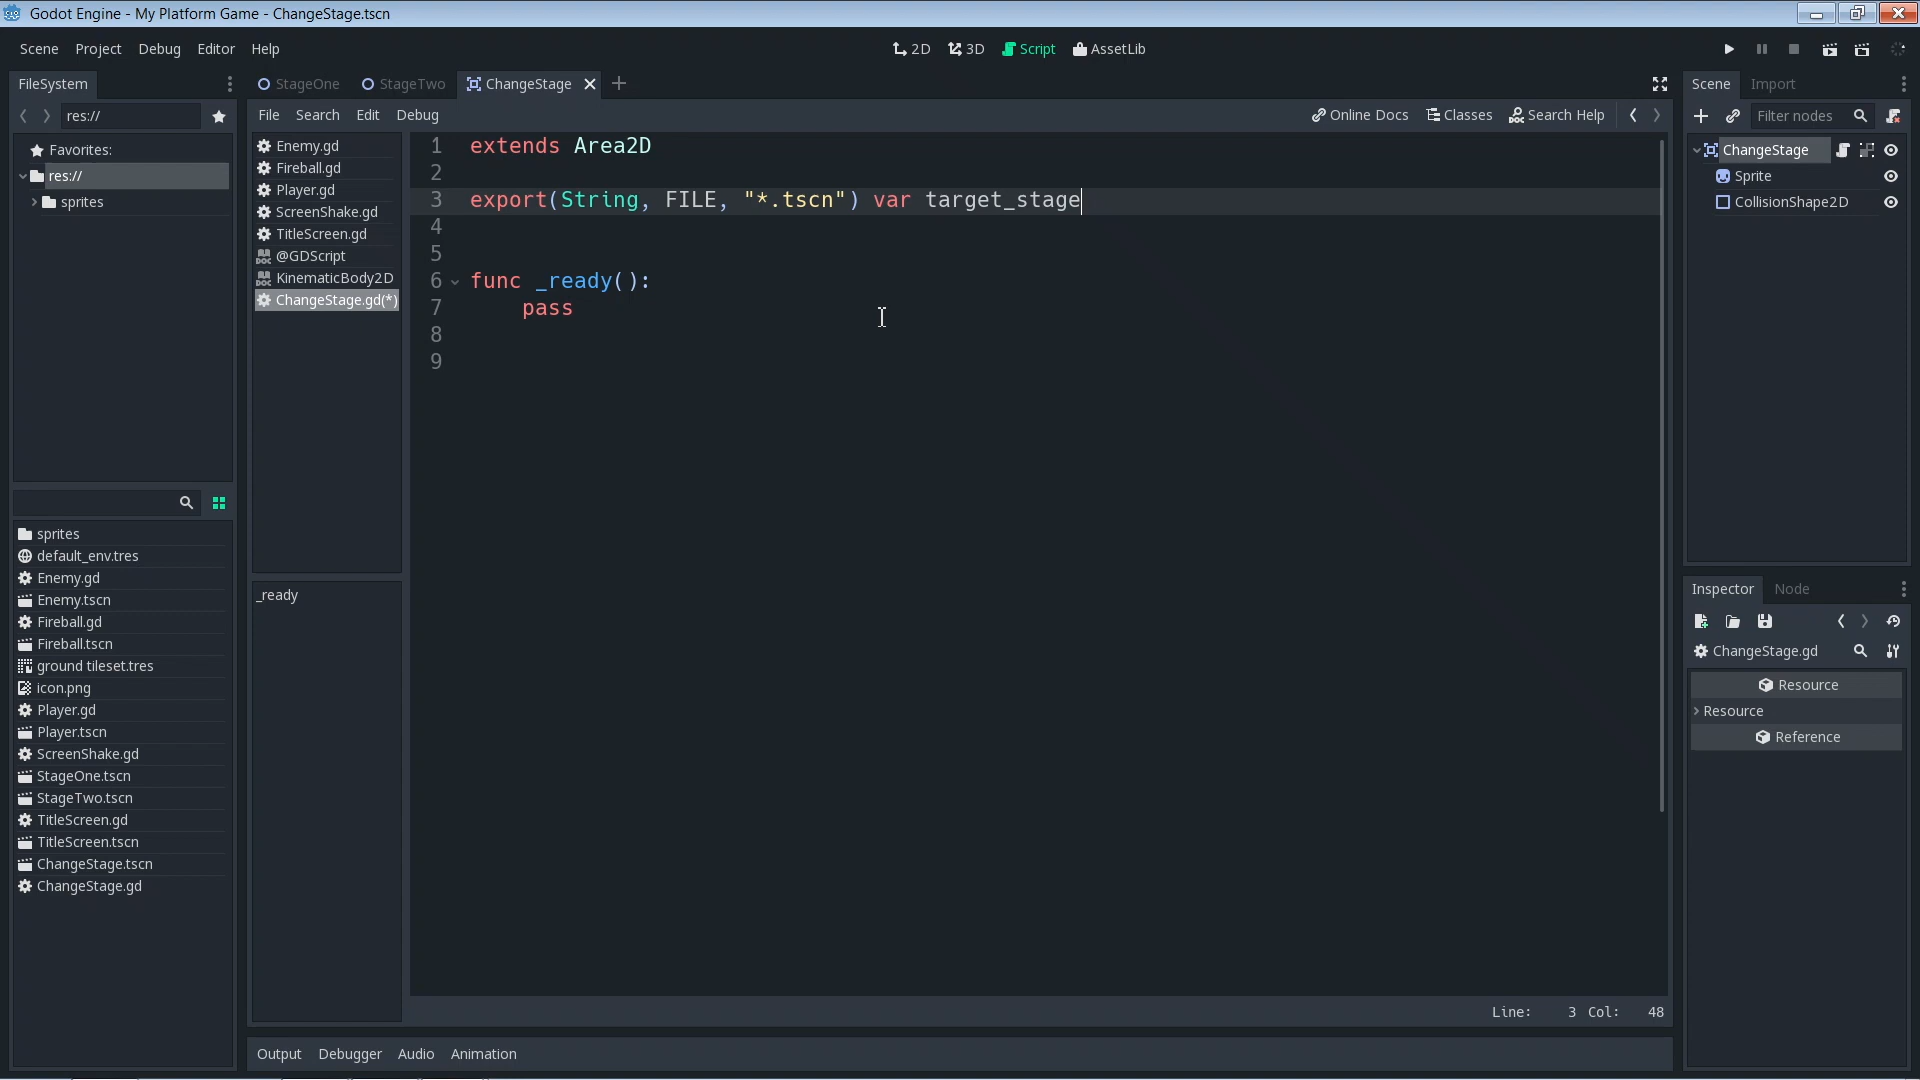 Godot Engine - My Platform Game - ChangeStage.tscn
Scene Project Debug Editor Help
2D 3D Script AssetLib
FileSystem
res://
Favorites:
res://
sprites
sprites
default_env.tres
Enemy.gd
Enemy.tscn
Fireball.gd
Fireball.tscn
ground tileset.tres
icon.png
Player.gd
Player.tscn
ScreenShake.gd
StageOne.tscn
StageTwo.tscn
TitleScreen.gd
TitleScreen.tscn
ChangeStage.tscn
ChangeStage.gd
StageOne StageTwo ChangeStage
File Search Edit Debug
Online Docs Classes Search Help
Enemy.gd
Fireball.gd
Player.gd
ScreenShake.gd
TitleScreen.gd
@GDScript
KinematicBody2D
ChangeStage.gd(*)
_ready
1 extends Area2D
2
3 export(String, FILE, "*.tscn") var target_stage
4
5
6 func _ready():
7 pass
8
9
Line: 3 Col: 48
Output Debugger Audio Animation
Scene Import
Filter nodes
ChangeStage
Sprite
CollisionShape2D
Inspector Node
ChangeStage.gd
Resource
Resource
Reference